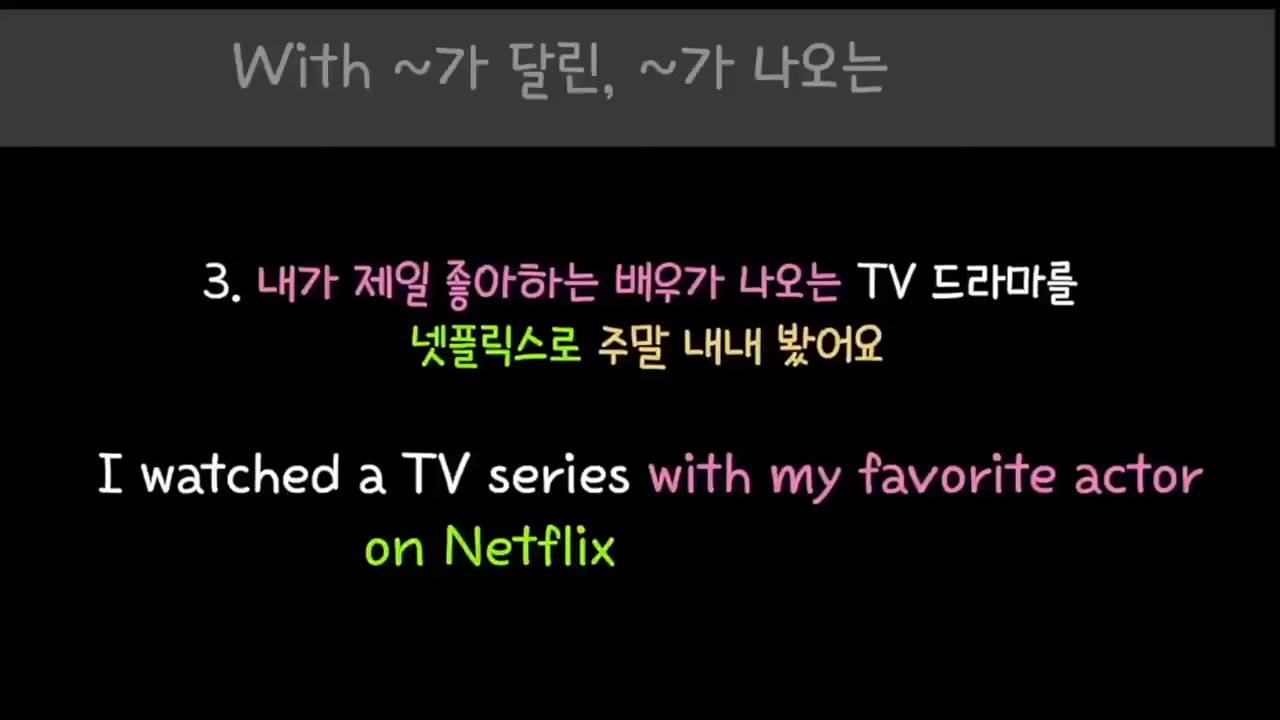 With ~가 달린, ~가 나오는
3. 내가 제일 좋아하는 배우가 나오는 TV 드라마를
넷플릭스로 주말 내내 봤어요
I watched a TV series with my favorite actor
on Netflix